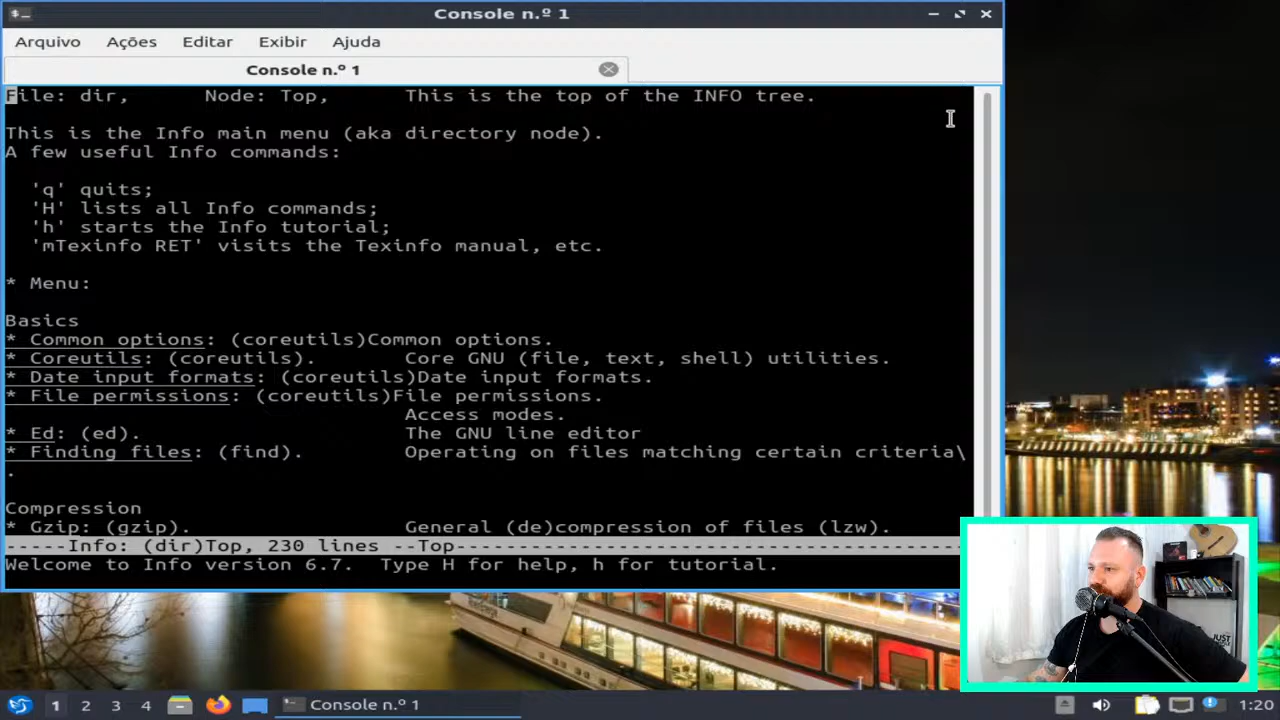 Console n.º 1
Arquivo Ações Editar Exibir Ajuda
Console n.º 1
File: dir, Node: Top, This is the top of the INFO tree.
This is the Info main menu (aka directory node).
A few useful Info commands:
'q' quits;
'H' lists all Info commands;
'h' starts the Info tutorial;
'mTexinfo RET' visits the Texinfo manual, etc.
* Menu:
Basics
* Common options: (coreutils)Common options.
* Coreutils: (coreutils). Core GNU (file, text, shell) utilities.
* Date input formats: (coreutils)Date input formats.
* File permissions: (coreutils)File permissions.
Access modes.
* Ed: (ed). The GNU line editor
* Finding files: (find). Operating on files matching certain criteria\
.
Compression
* Gzip: (gzip). General (de)compression of files (lzw).
-----Info: (dir)Top, 230 lines --Top-----------------------------------------
Welcome to Info version 6.7. Type H for help, h for tutorial.
1 2 3 4 Console n.º 1 1:20